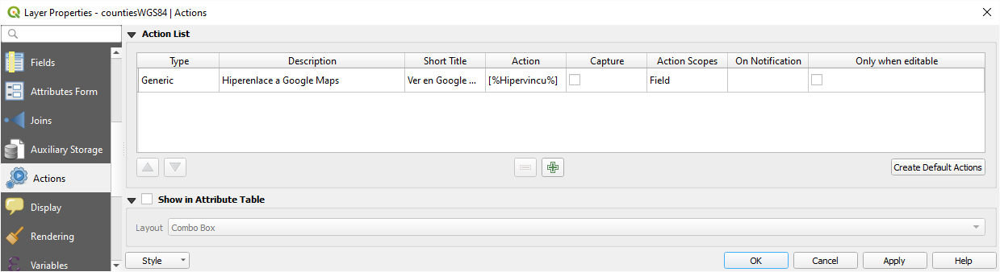 Layer Properties - countiesWGS84 | Actions
Action List
Type Description Short Title Action Capture Action Scopes On Notification Only when editable
Generic Hiperenlace a Google Maps Ver en Google ... [%Hipervincu%] Field
Create Default Actions
Show in Attribute Table
Layout Combo Box
Fields
Attributes Form
Joins
Auxiliary Storage
Actions
Display
Rendering
Variables
Style OK Cancel Apply Help